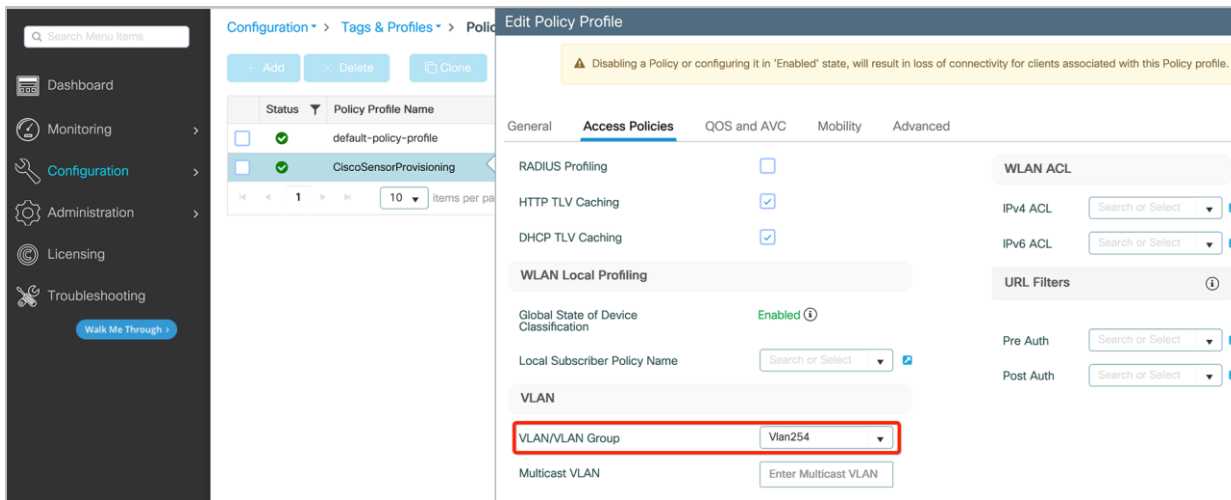 Search Menu Items
Dashboard
Monitoring
Configuration
Administration
Licensing
Troubleshooting
Walk Me Through >
Configuration > Tags & Profiles > Polic
+ Add × Delete Clone
Status Policy Profile Name
default-policy-profile
CiscoSensorProvisioning
1 10 items per pa
Edit Policy Profile
Disabling a Policy or configuring it in 'Enabled' state, will result in loss of connectivity for clients associated with this Policy profile.
General Access Policies QOS and AVC Mobility Advanced
RADIUS Profiling
HTTP TLV Caching
DHCP TLV Caching
WLAN Local Profiling
Global State of Device
Classification
Enabled
Local Subscriber Policy Name Search or Select
VLAN
VLAN/VLAN Group Vlan254
Multicast VLAN Enter Multicast VLAN
WLAN ACL
IPv4 ACL Search or Select
IPv6 ACL Search or Select
URL Filters
Pre Auth Search or Select
Post Auth Search or Select